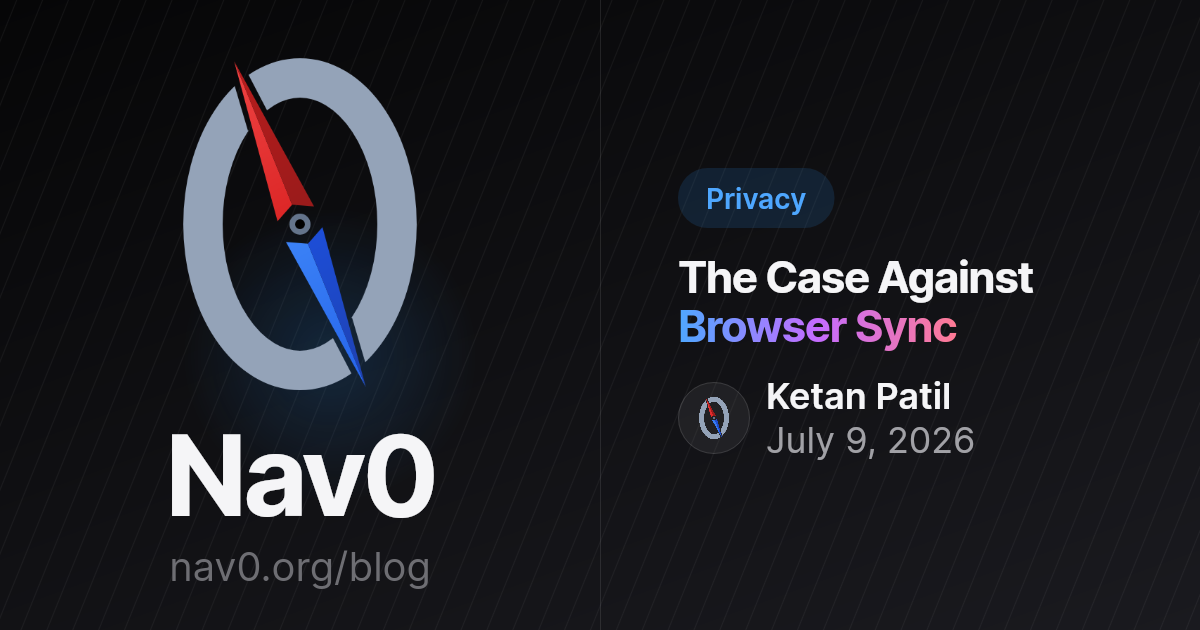 Nav0
nav0.org/blog
Privacy
The Case Against
Browser Sync
Ketan Patil
July 9, 2026